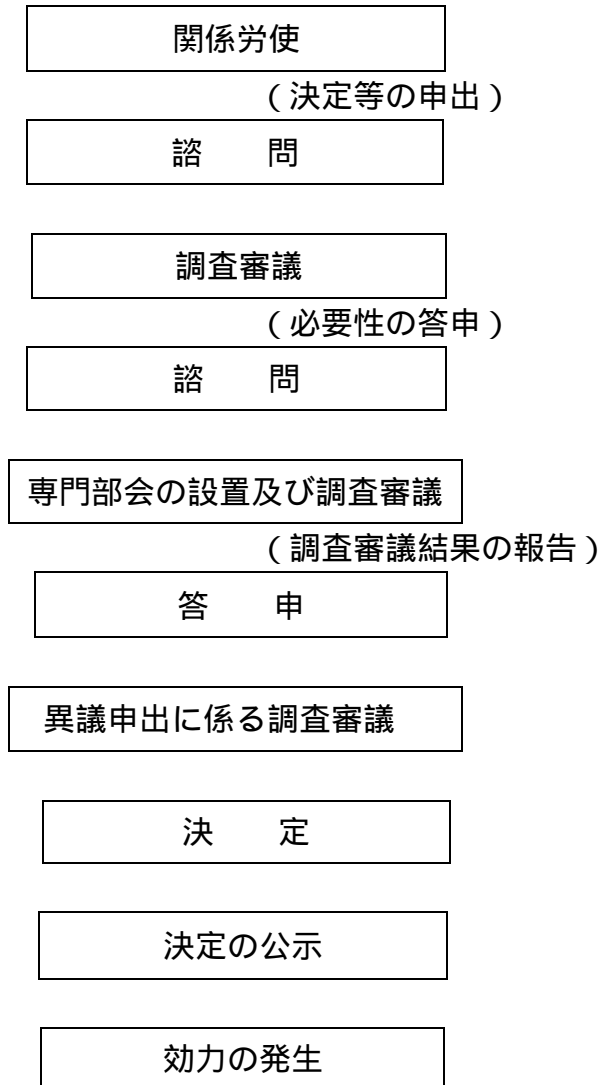 関係労使
(決定等の申出)
諮　　問
調査審議
(必要性の答申)
諮　　問
専門部会の設置及び調査審議
(調査審議結果の報告)
答　　申
異議申出に係る調査審議
決　　定
決定の公示
効力の発生